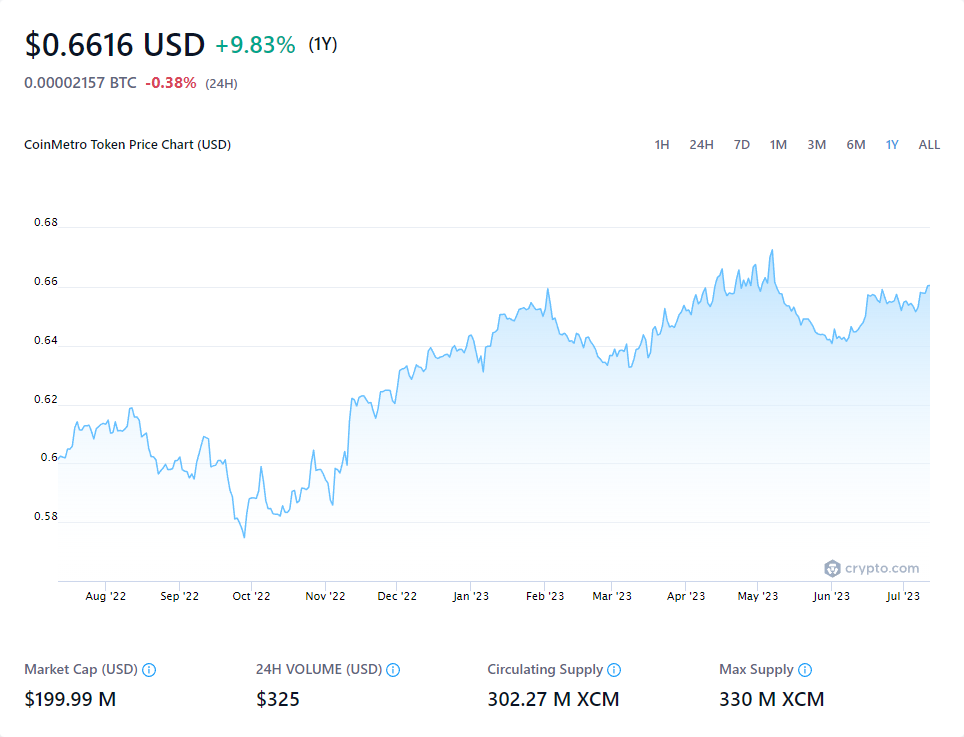 $0.6616 USD +9.83% (1Y)
0.00002157 BTC -0.38% (24H)
CoinMetro Token Price Chart (USD)
1H 24H 7D 1M 3M 6M 1Y ALL
0.68
0.66
0.64
0.62
0.6
0.58
crypto.com
Aug '22 Sep '22 Oct '22 Nov '22 Dec '22 Jan '23 Feb '23 Mar '23 Apr '23 May '23 Jun '23 Jul '23
Market Cap (USD) 24H VOLUME (USD) Circulating Supply Max Supply
$199.99 M $325 302.27 M XCM 330 M XCM